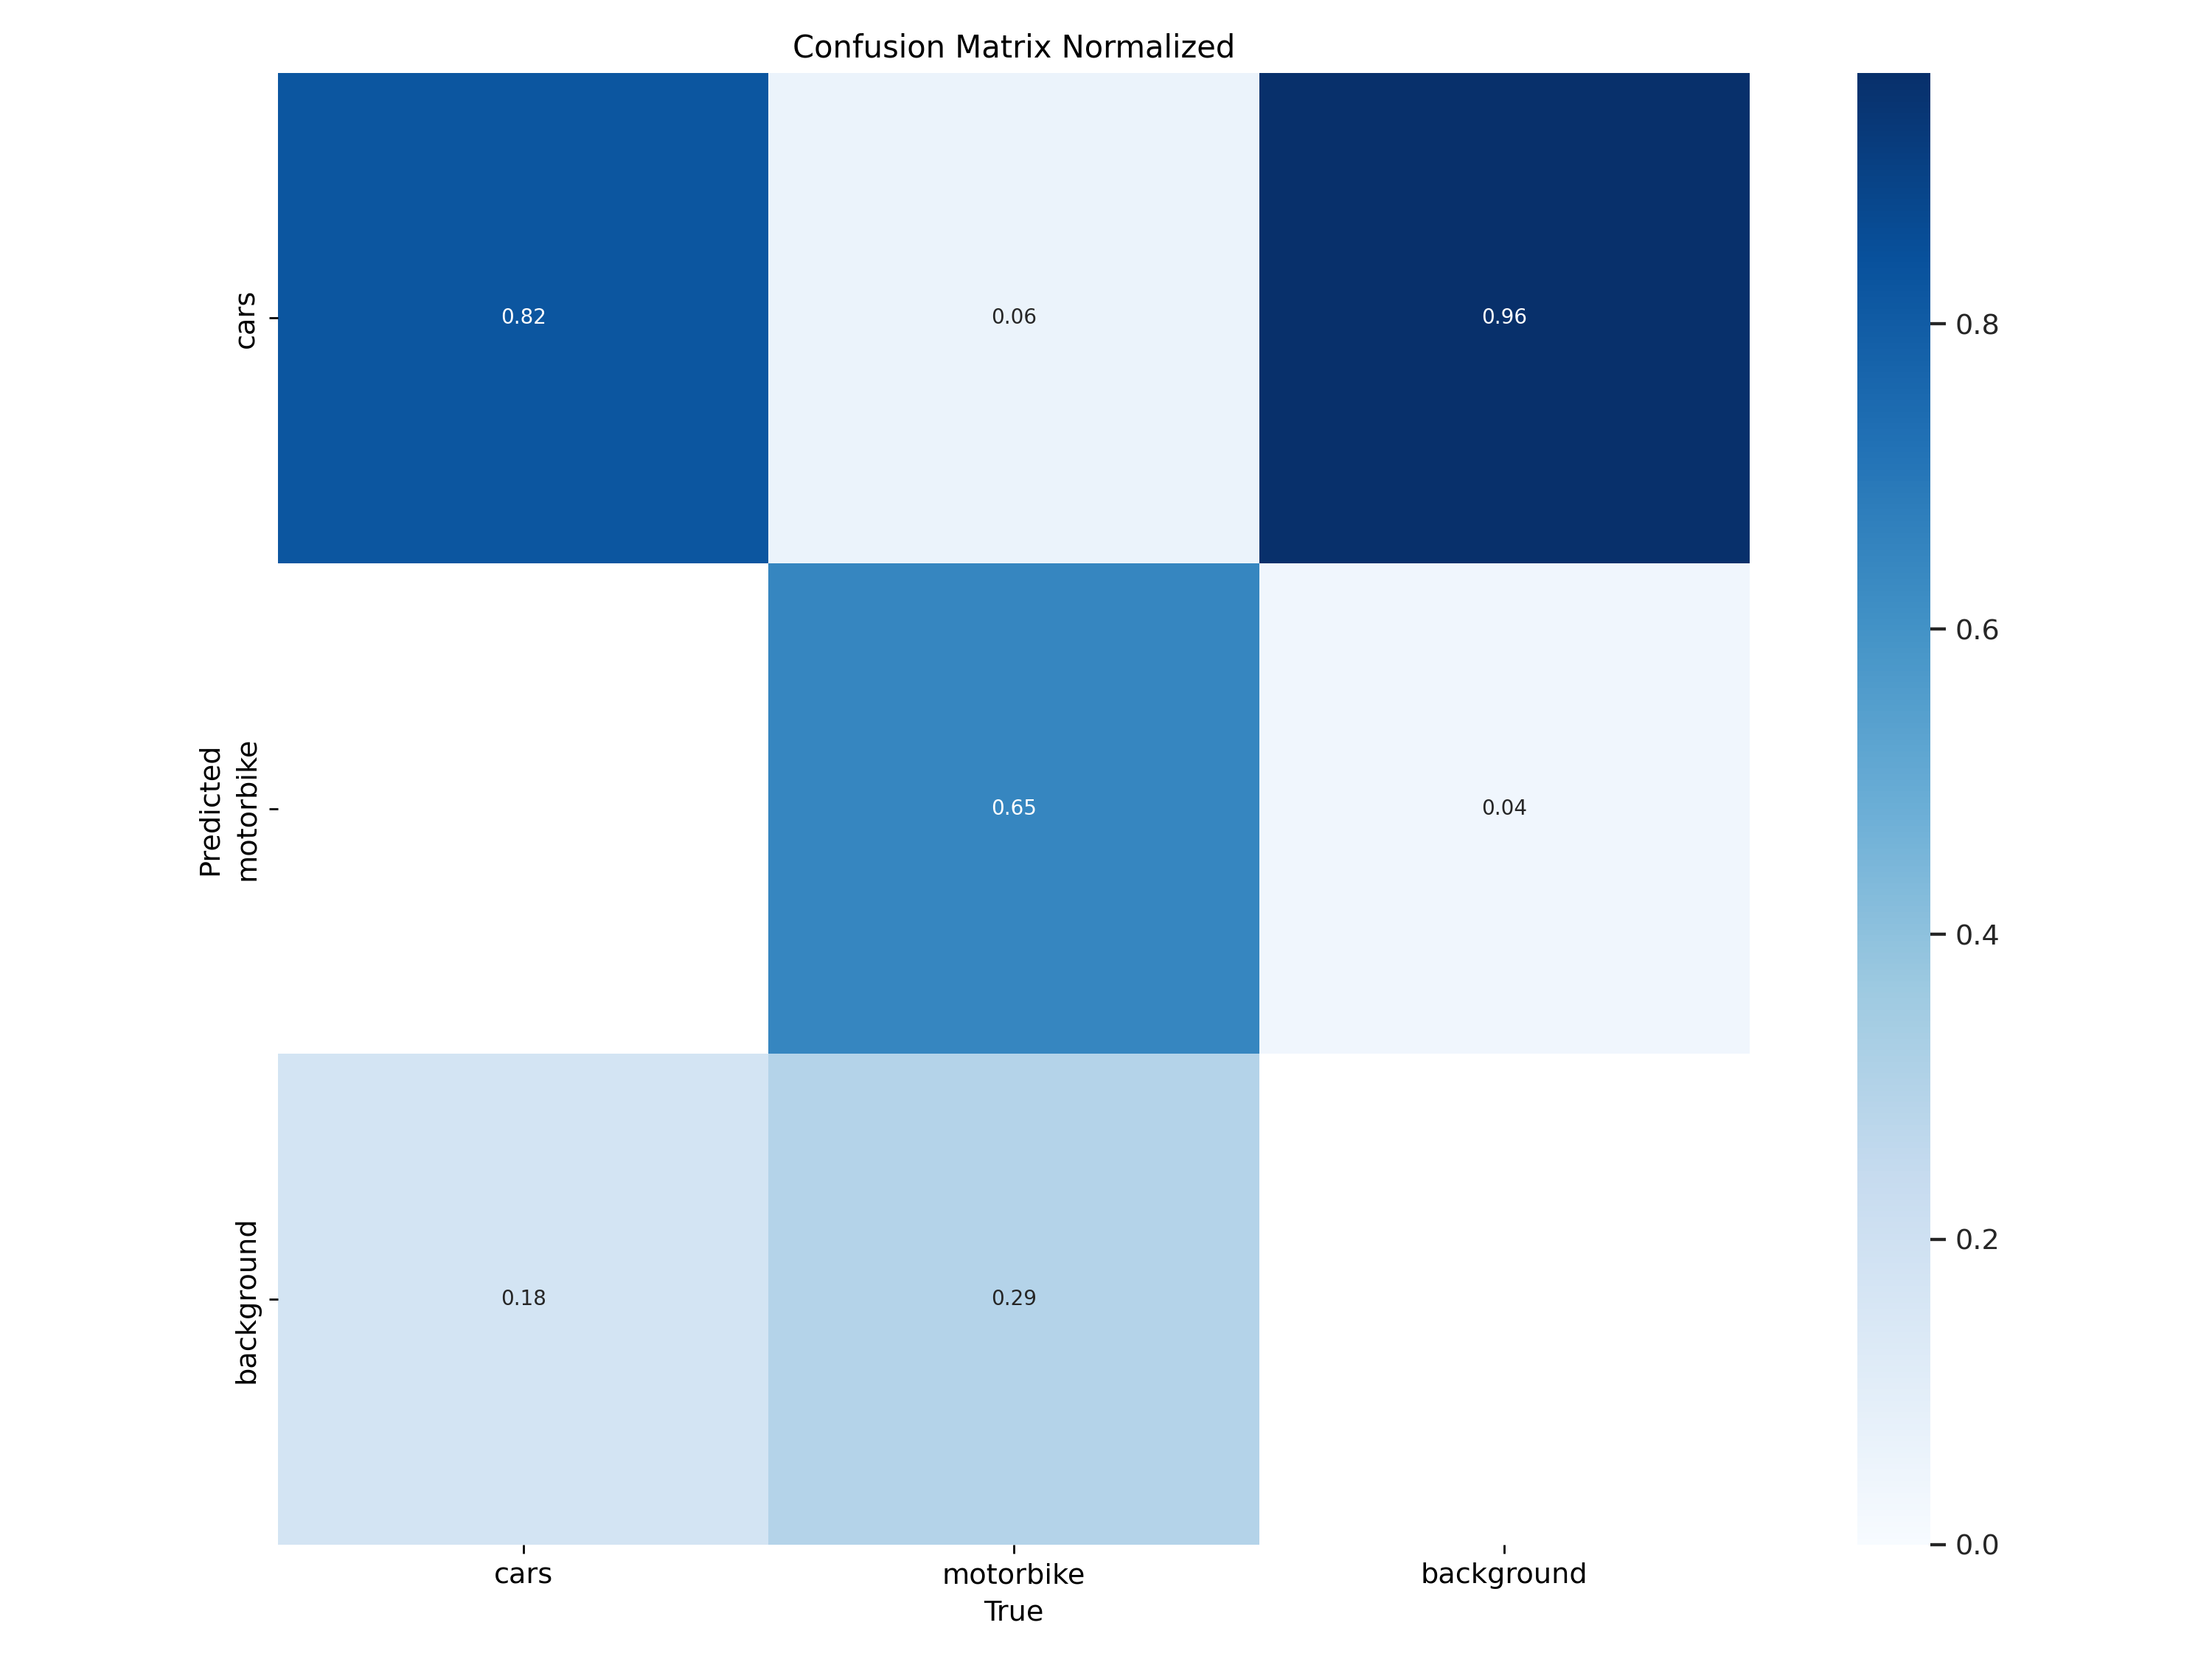 Confusion Matrix Normalized
cars
0.82
0.06
0.96
0.8
0.6
Predicted
motorbike
0.65
0.04
0.4
background
0.18
0.29
0.2
0.0
cars
motorbike
background
True